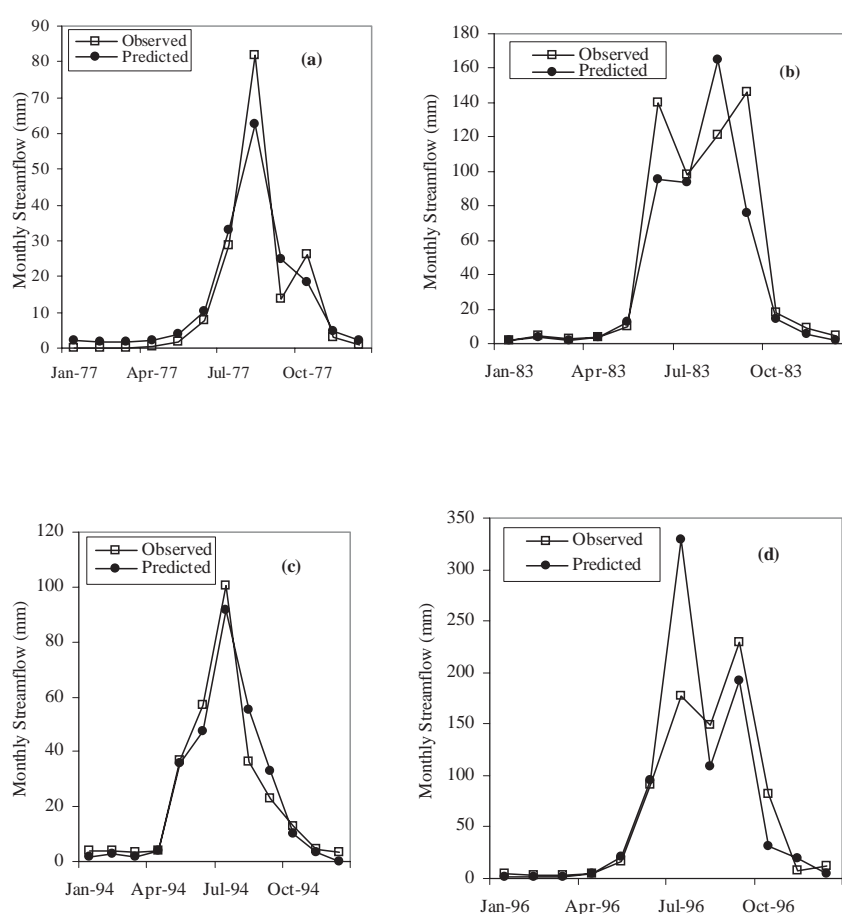 90
80
70
60
50
40
30
20
10
0
Monthly Streamflow (mm)
Observed
Predicted
(a)
Jan-77 Apr-77 Jul-77 Oct-77
180
160
140
120
100
80
60
40
20
0
Monthly Streamflow (mm)
Observed
Predicted
(b)
Jan-83 Apr-83 Jul-83 Oct-83
120
100
80
60
40
20
0
Monthly Streamflow (mm)
Observed
Predicted
(c)
Jan-94 Apr-94 Jul-94 Oct-94
350
300
250
200
150
100
50
0
Monthly Streamflow (mm)
Observed
Predicted
(d)
Jan-96 Apr-96 Jul-96 Oct-96